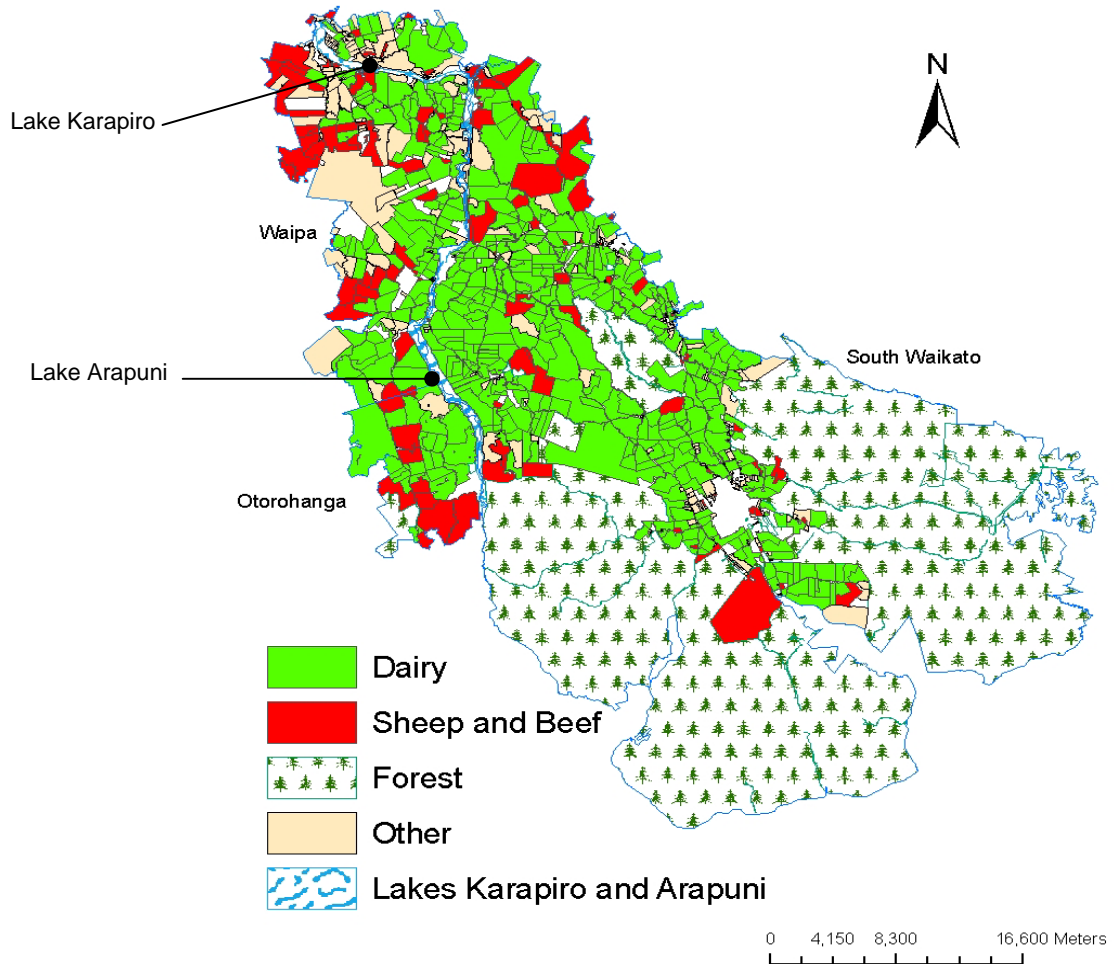 N
Lake Karapiro
Waipa
South Waikato
Lake Arapuni
Otorohanga
Dairy
Sheep and Beef
Forest
Other
Lakes Karapiro and Arapuni
0 4,150 8,300 16,600 Meters